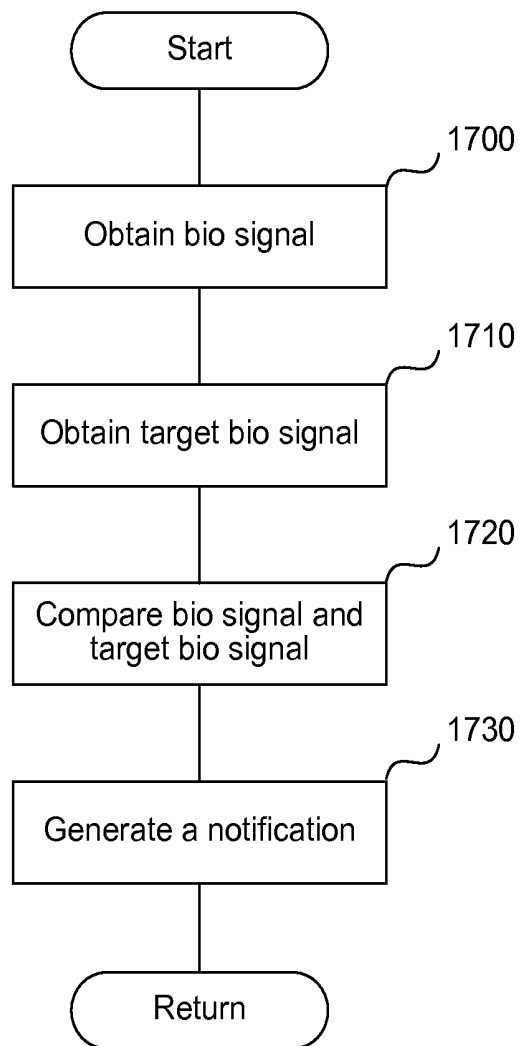 Start
1700
Obtain bio signal
1710
Obtain target bio signal
1720
Compare bio signal and
target bio signal
1730
Generate a notification
Return